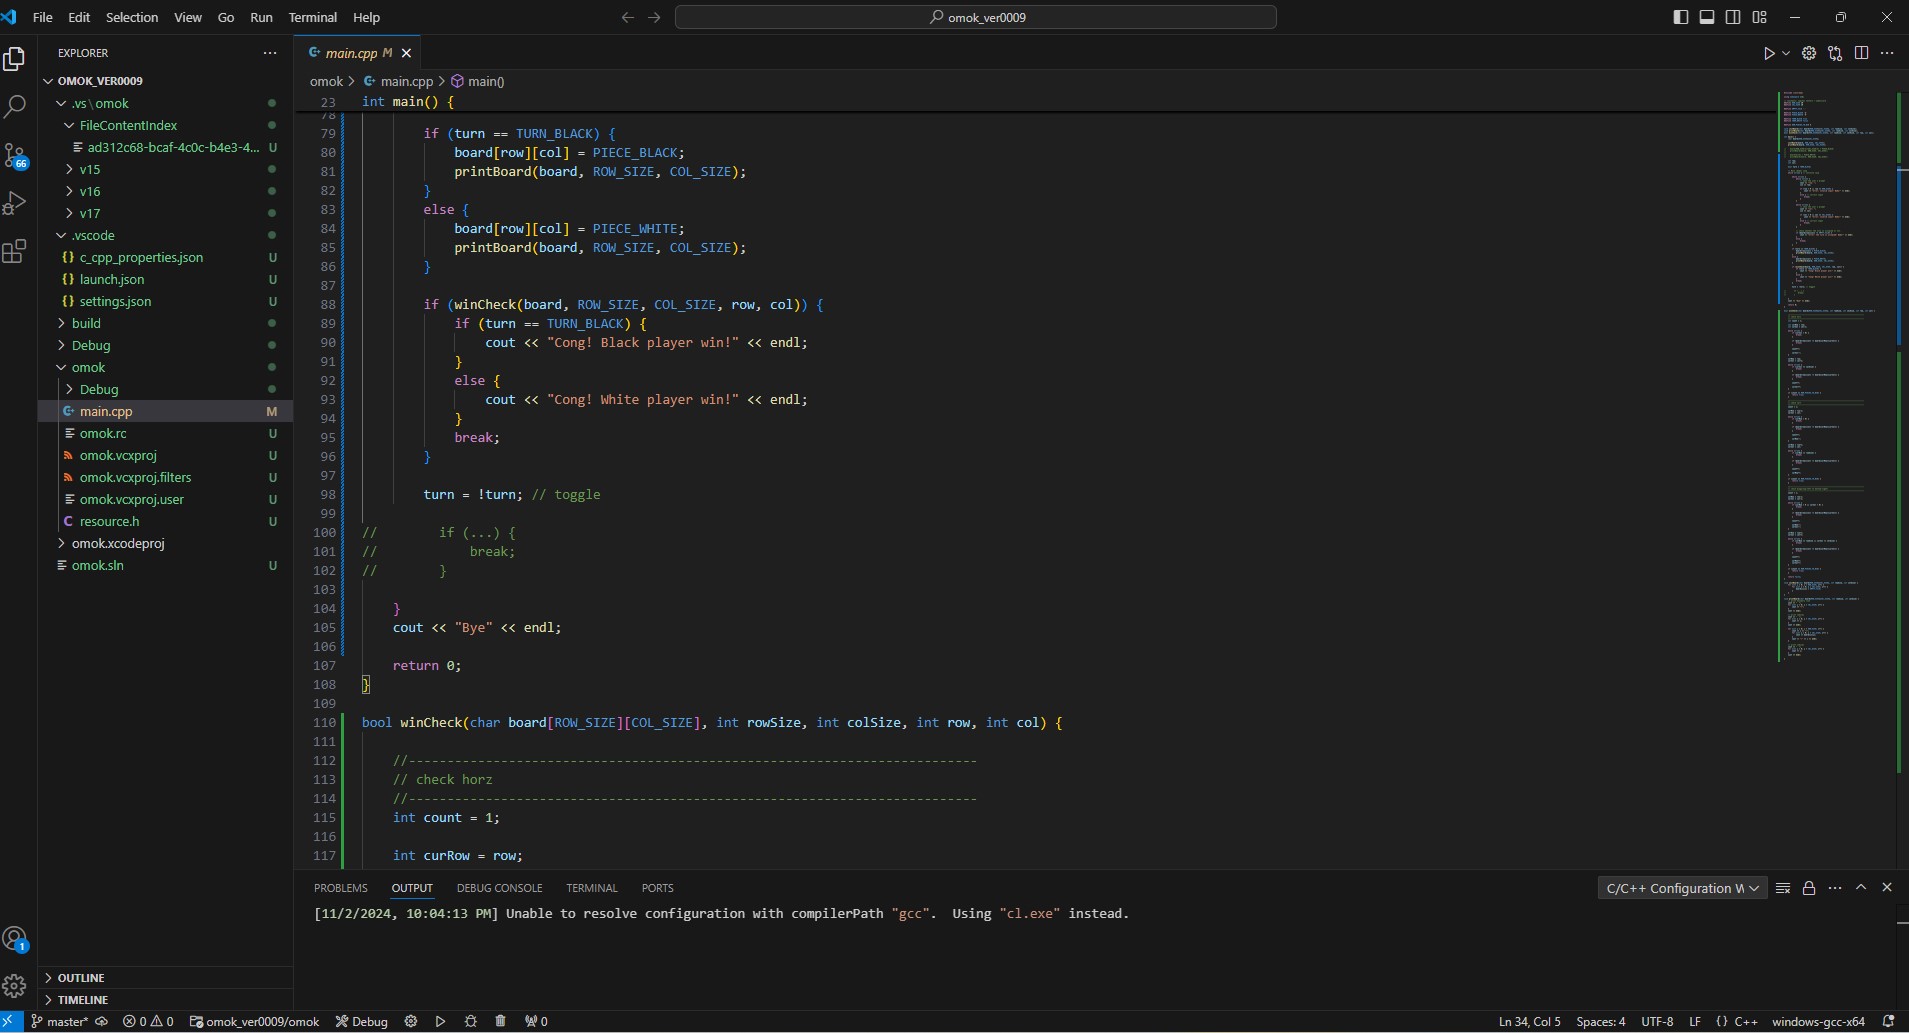 File Edit Selection View Go Run Terminal Help
omok_ver0009
EXPLORER
OMOK_VER0009
.vs\omok
FileContentIndex
ad312c68-bcaf-4c0c-b4e3-4... U
v15
v16
v17
.vscode
{} c_cpp_properties.json U
{} launch.json U
{} settings.json U
build
Debug
omok
Debug
main.cpp M
omok.rc U
omok.vcxproj U
omok.vcxproj.filters U
omok.vcxproj.user U
C resource.h U
omok.xcodeproj
omok.sln U
OUTLINE
TIMELINE
66
1
main.cpp M
omok > main.cpp > main()
23 int main() {
78
79 if (turn == TURN_BLACK) {
80 board[row][col] = PIECE_BLACK;
81 printBoard(board, ROW_SIZE, COL_SIZE);
82 }
83 else {
84 board[row][col] = PIECE_WHITE;
85 printBoard(board, ROW_SIZE, COL_SIZE);
86 }
87
88 if (winCheck(board, ROW_SIZE, COL_SIZE, row, col)) {
89 if (turn == TURN_BLACK) {
90 cout << "Cong! Black player win!" << endl;
91 }
92 else {
93 cout << "Cong! White player win!" << endl;
94 }
95 break;
96 }
97
98 turn = !turn; // toggle
99
100 // if (...) {
101 // break;
102 // }
103
104 }
105 cout << "Bye" << endl;
106
107 return 0;
108 }
109
110 bool winCheck(char board[ROW_SIZE][COL_SIZE], int rowSize, int colSize, int row, int col) {
111
112 //--------------------------------------------------------------------------
113 // check horz
114 //--------------------------------------------------------------------------
115 int count = 1;
116
117 int curRow = row;
PROBLEMS OUTPUT DEBUG CONSOLE TERMINAL PORTS
C/C++ Configuration W
[11/2/2024, 10:04:13 PM] Unable to resolve configuration with compilerPath "gcc".  Using "cl.exe" instead.
master* 0 0 omok_ver0009/omok Debug 0
Ln 34, Col 5 Spaces: 4 UTF-8 LF {} C++ windows-gcc-x64